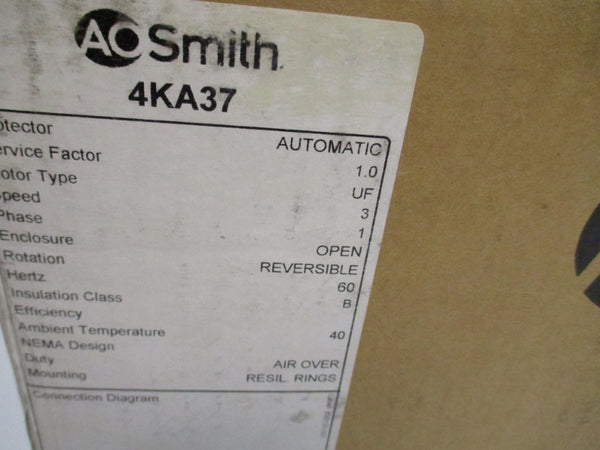 AO Smith
4KA37
otector AUTOMATIC
ervice Factor 1.0
otor Type UF
peed 3
Phase 1
Enclosure OPEN
Rotation REVERSIBLE
Hertz 60
Insulation Class B
Efficiency
Ambient Temperature 40
NEMA Design
Duty AIR OVER
Mounting RESIL. RINGS
Connection Diagram